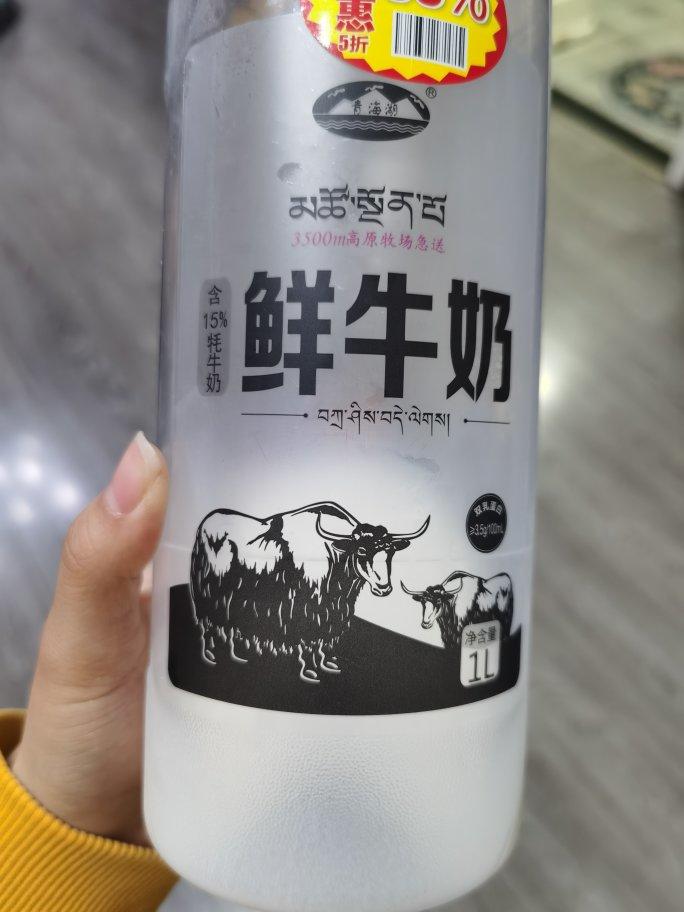 惠
5折
青海湖
®
མཚོ་སྔོན་པོ
3500m高原牧场急送
含
15%
牦
牛
奶
鲜牛奶
བཀྲ་ཤིས་བདེ་ལེགས།
双乳蛋白
≥3.5g/100mL
净含量
1L